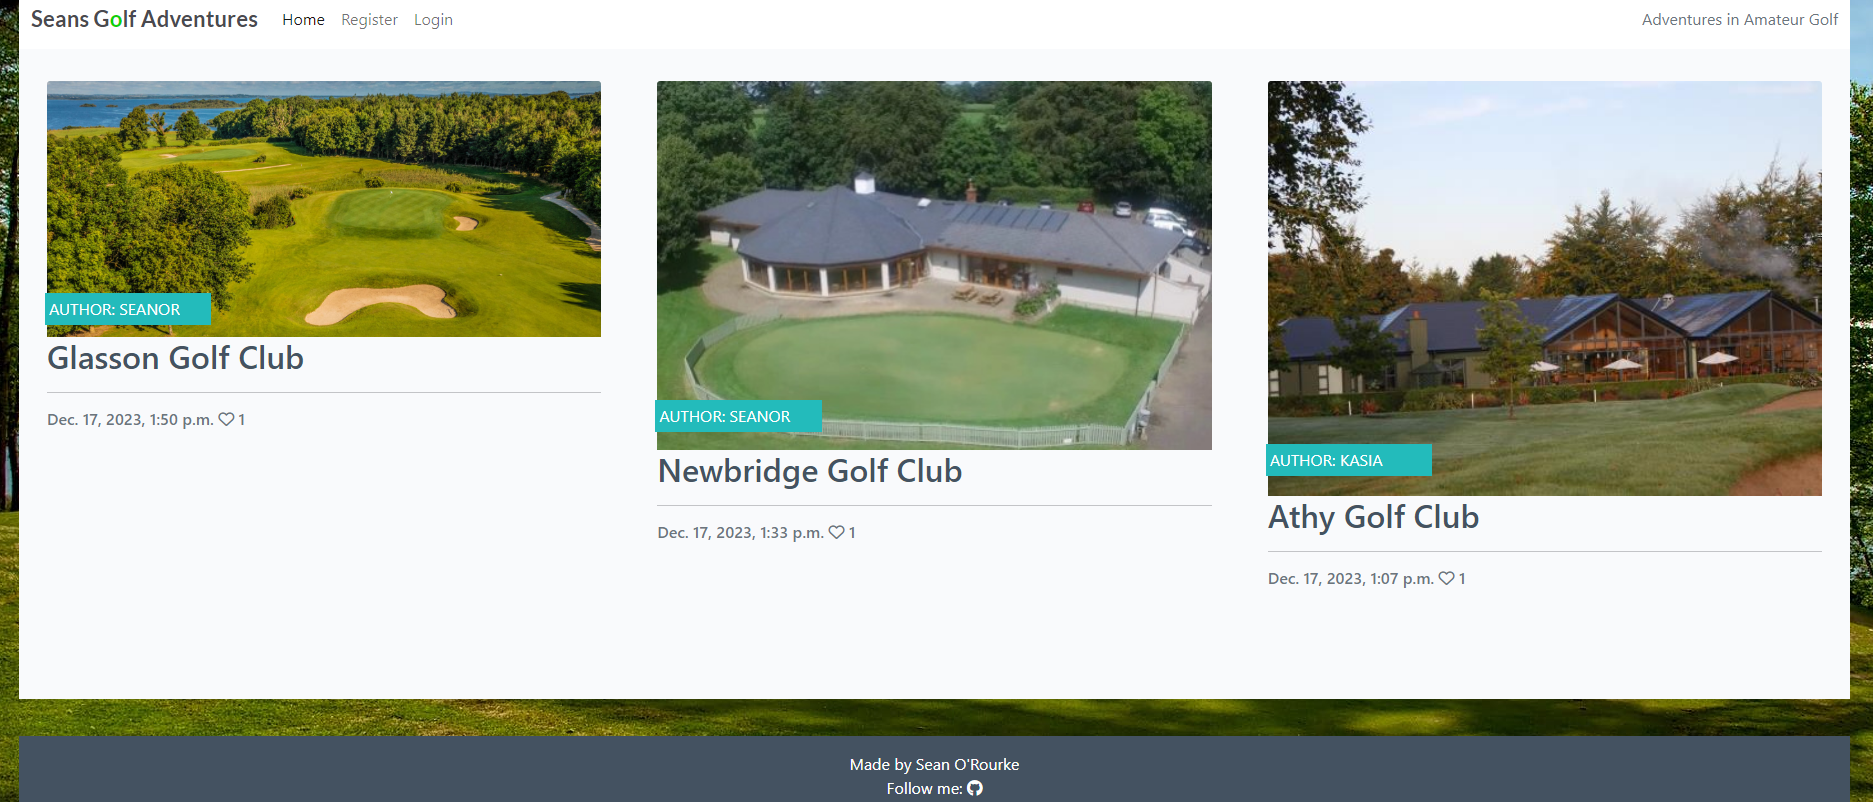 Seans Golf Adventures Home Register Login Adventures in Amateur Golf
AUTHOR: SEANOR
Glasson Golf Club
Dec. 17, 2023, 1:50 p.m. 1
AUTHOR: SEANOR
Newbridge Golf Club
Dec. 17, 2023, 1:33 p.m. 1
AUTHOR: KASIA
Athy Golf Club
Dec. 17, 2023, 1:07 p.m. 1
Made by Sean O'Rourke
Follow me: